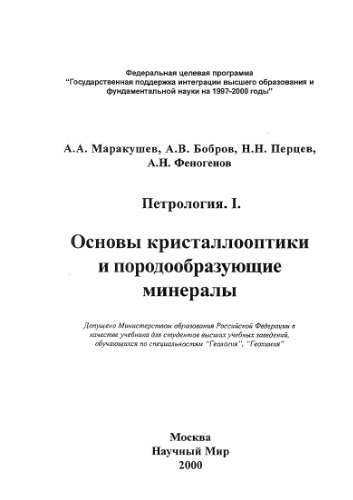 Федеральная целевая программа
"Государственная поддержка интеграции высшего образования и
фундаментальной науки на 1997-2000 годы"
А.А. Маракушев, А.В. Бобров, Н.Н. Перцев,
А.Н. Феногенов
Петрология. I.
Основы кристаллооптики
и породообразующие
минералы
Допущено Министерством образования Российской Федерации в
качестве учебника для студентов высших учебных заведений,
обучающихся по специальностям "Геология", "Геохимия"
Москва
Научный Мир
2000